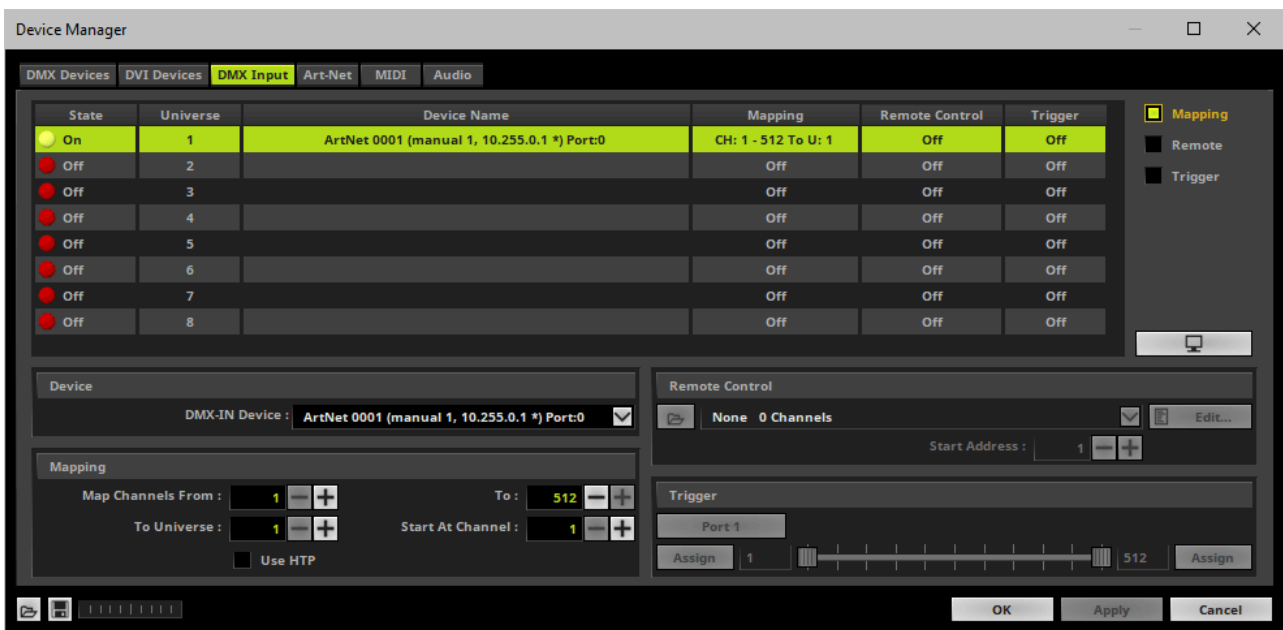 Device Manager
DMX Devices DVI Devices DMX Input Art-Net MIDI Audio
State Universe Device Name Mapping Remote Control Trigger
On 1 ArtNet 0001 (manual 1, 10.255.0.1 *) Port:0 CH: 1 - 512 To U: 1 Off Off
Off 2 Off Off Off
Off 3 Off Off Off
Off 4 Off Off Off
Off 5 Off Off Off
Off 6 Off Off Off
Off 7 Off Off Off
Off 8 Off Off Off
Mapping
Remote
Trigger
Device
DMX-IN Device : ArtNet 0001 (manual 1, 10.255.0.1 *) Port:0
Mapping
Map Channels From : 1 To : 512
To Universe : 1 Start At Channel : 1
Use HTP
Remote Control
None 0 Channels Edit...
Start Address : 1
Trigger
Port 1
Assign 1 512 Assign
OK Apply Cancel